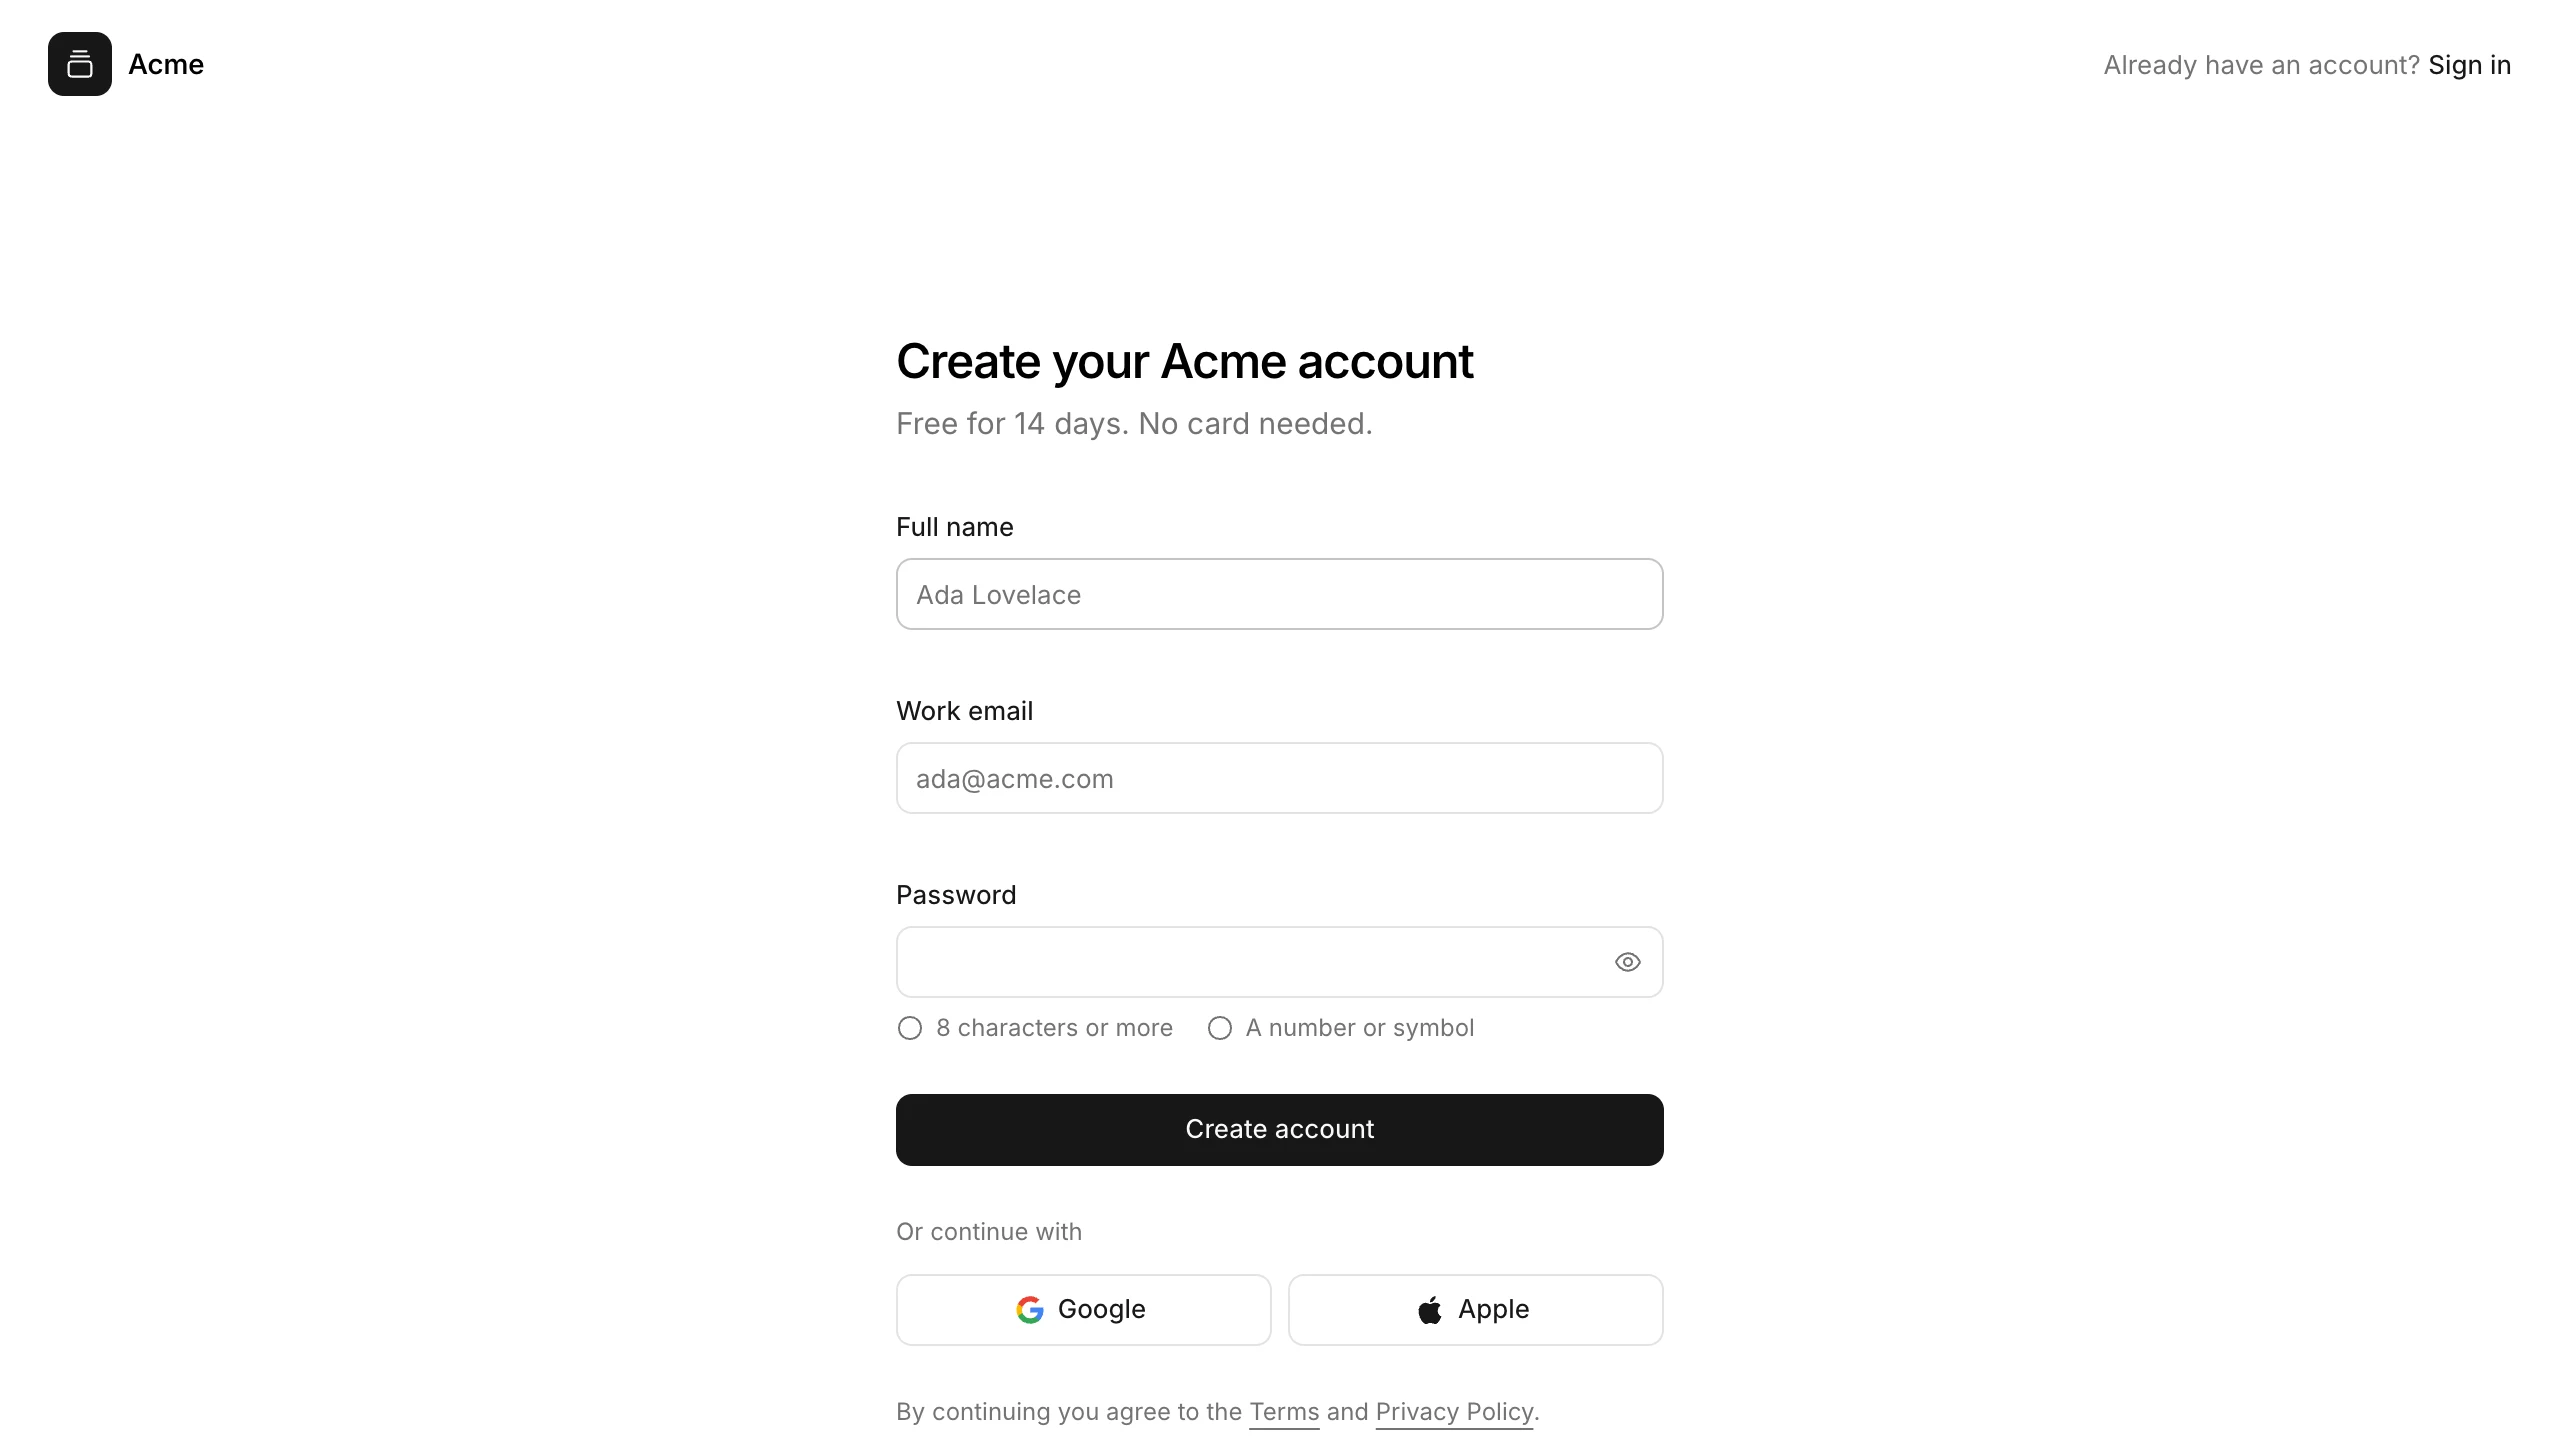 Acme
Already have an account? Sign in
Create your Acme account
Free for 14 days. No card needed.
Full name
Ada Lovelace
Work email
ada@acme.com
Password
8 characters or more
A number or symbol
Create account
Or continue with
Google
Apple
By continuing you agree to the Terms and Privacy Policy.